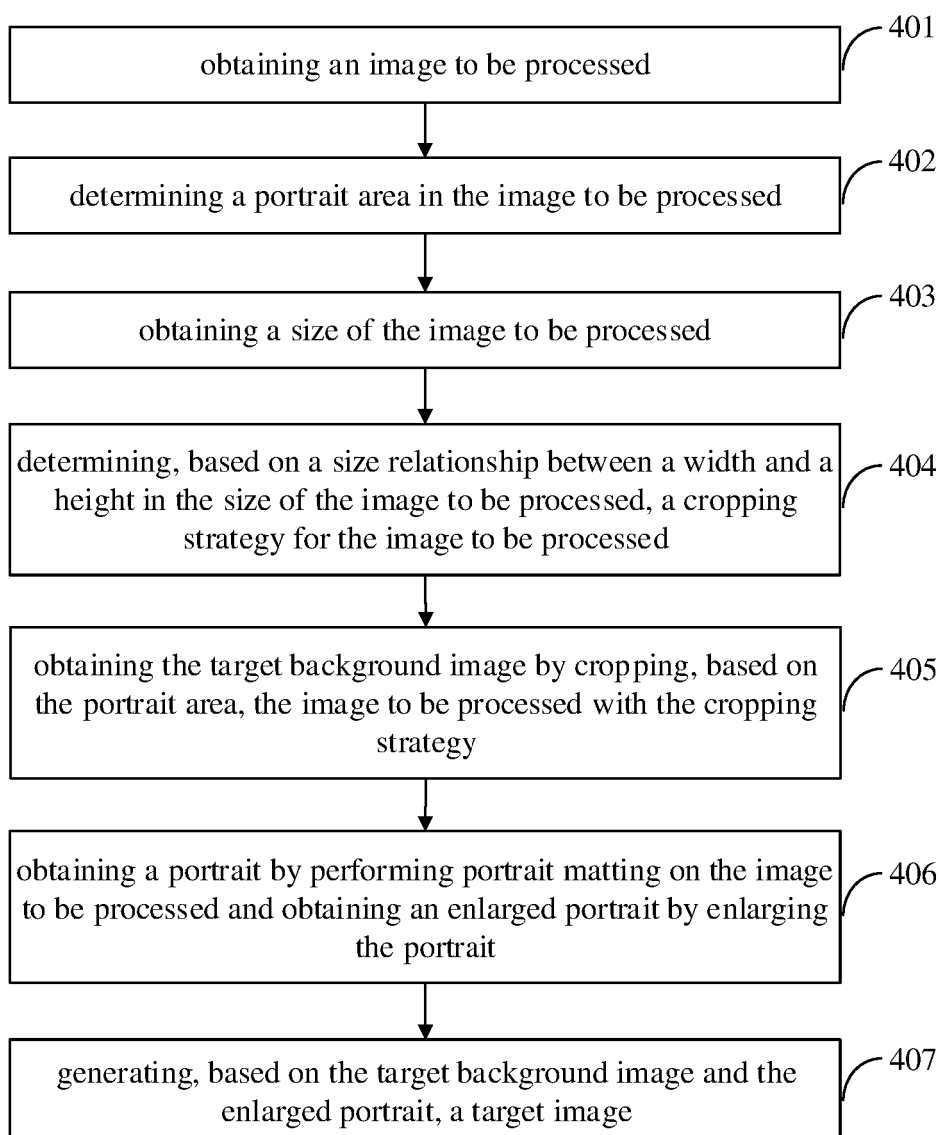 401
obtaining an image to be processed
402
determining a portrait area in the image to be processed
403
obtaining a size of the image to be processed
404
determining, based on a size relationship between a width and a
height in the size of the image to be processed, a cropping
strategy for the image to be processed
405
obtaining the target background image by cropping, based on
the portrait area, the image to be processed with the cropping
strategy
406
obtaining a portrait by performing portrait matting on the image
to be processed and obtaining an enlarged portrait by enlarging
the portrait
407
generating, based on the target background image and the
enlarged portrait, a target image